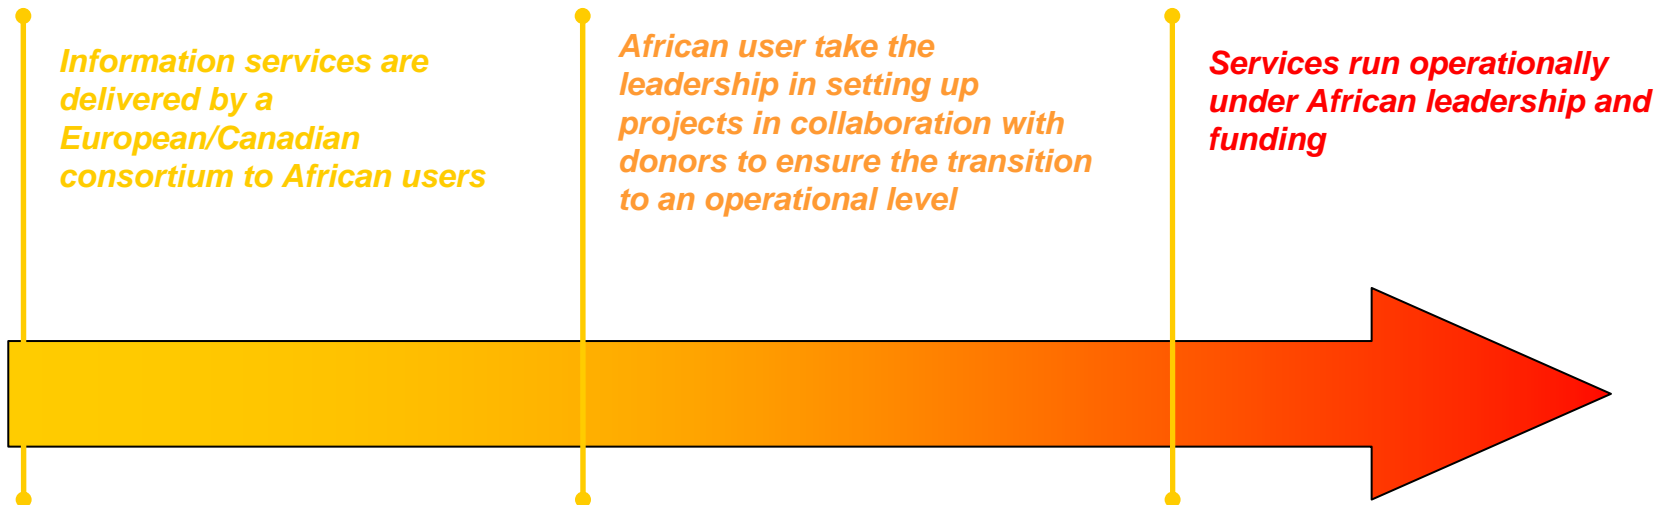 Information services are
delivered by a
European/Canadian
consortium to African users
African user take the
leadership in setting up
projects in collaboration with
donors to ensure the transition
to an operational level
Services run operationally
under African leadership and
funding